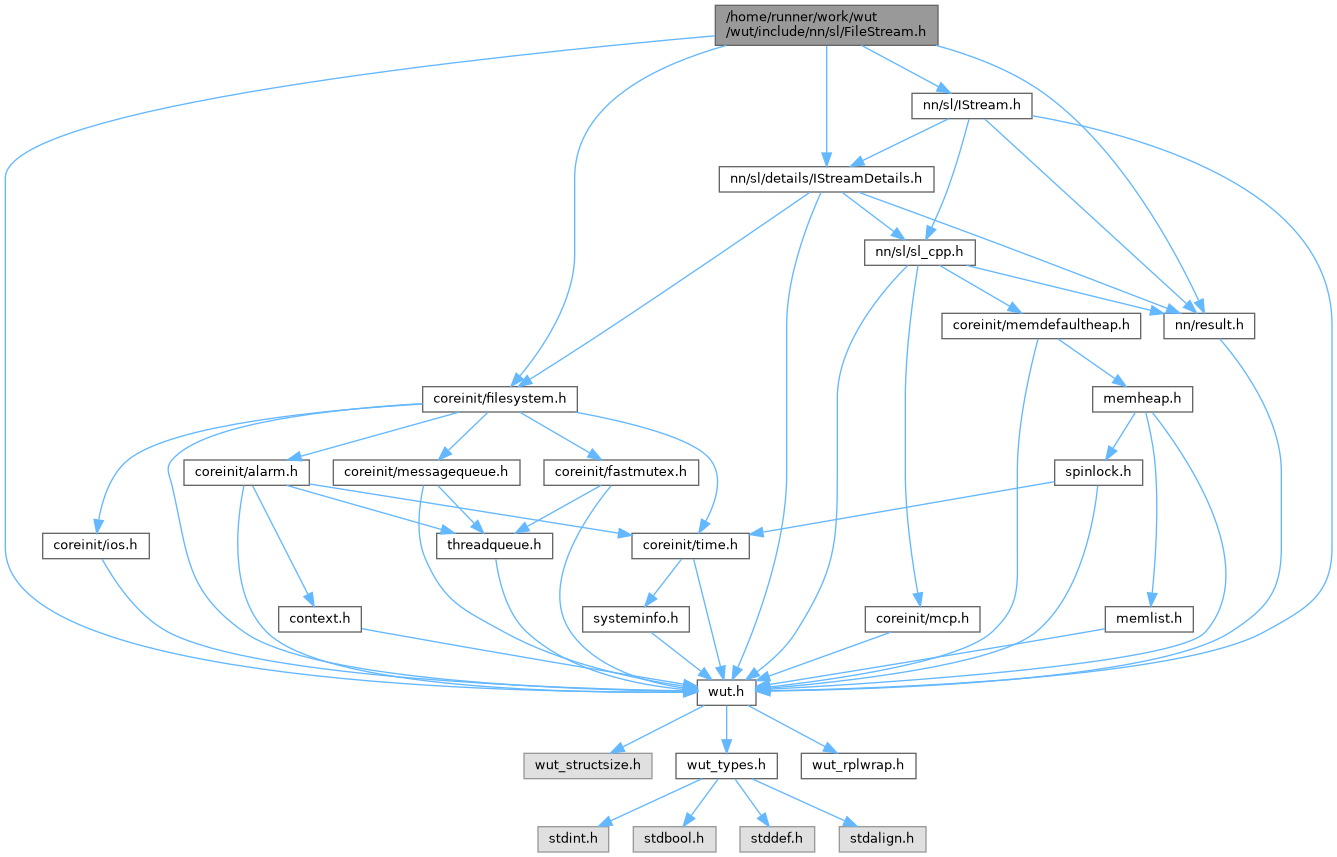 /home/runner/work/wut
/wut/include/nn/sl/FileStream.h
nn/sl/IStream.h
nn/sl/details/IStreamDetails.h
nn/sl/sl_cpp.h
coreinit/memdefaultheap.h
nn/result.h
coreinit/filesystem.h
memheap.h
coreinit/alarm.h
coreinit/messagequeue.h
coreinit/fastmutex.h
spinlock.h
coreinit/ios.h
threadqueue.h
coreinit/time.h
context.h
systeminfo.h
coreinit/mcp.h
memlist.h
wut.h
wut_structsize.h
wut_types.h
wut_rplwrap.h
stdint.h
stdbool.h
stddef.h
stdalign.h